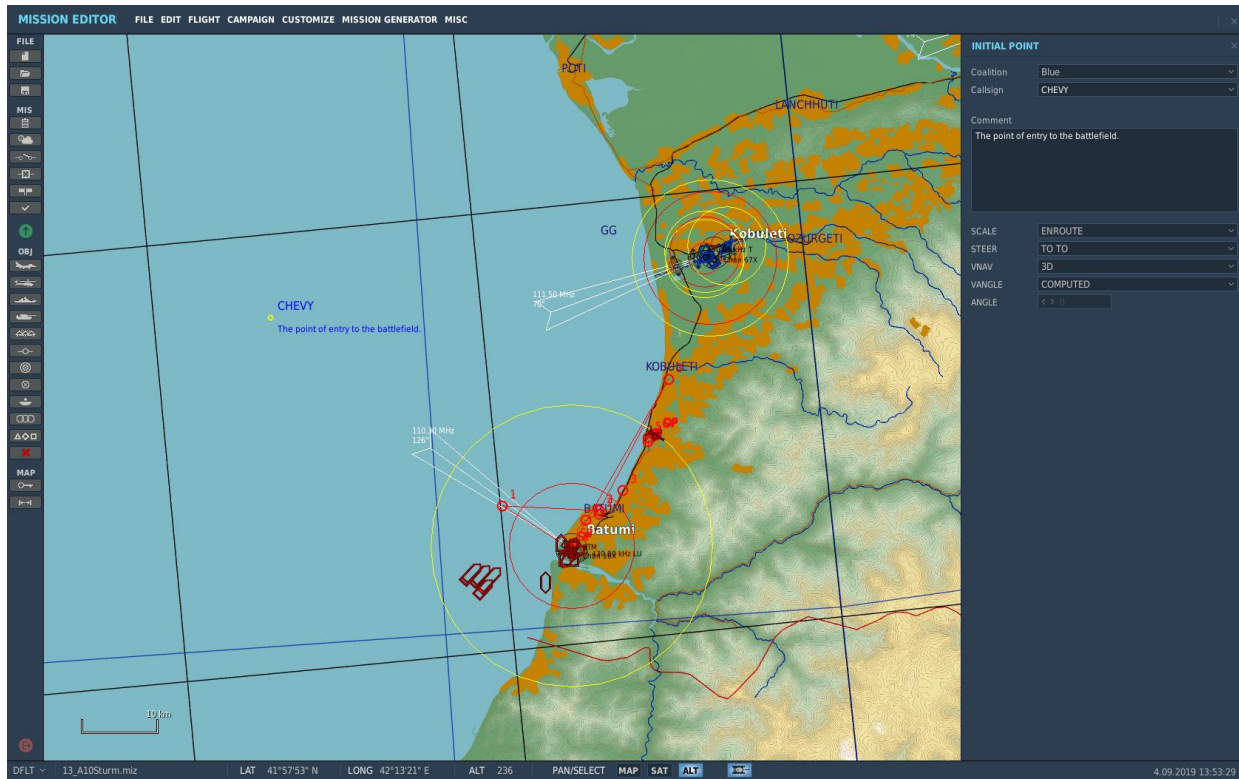 MISSION EDITOR FILE EDIT FLIGHT CAMPAIGN CUSTOMIZE MISSION GENERATOR MISC
FILE
MIS
OBJ
MAP
POTI
LANCHHUTI
GG
Kobuleti
OZURGETI
Chan 67X
111.50 MHz
CHEVY
The point of entry to the battlefield.
KOBULETI
110.30 MHz
126°
1
3
2
BATUMI
Batumi
10 km
INITIAL POINT
Coalition Blue
Callsign CHEVY
Comment
The point of entry to the battlefield.
SCALE ENROUTE
STEER TO TO
VNAV 3D
VANGLE COMPUTED
ANGLE < > 0
DFLT 13_A10Sturm.miz LAT 41°57'53" N LONG 42°13'21" E ALT 236 PAN/SELECT MAP SAT ALT 4.09.2019 13:53:29